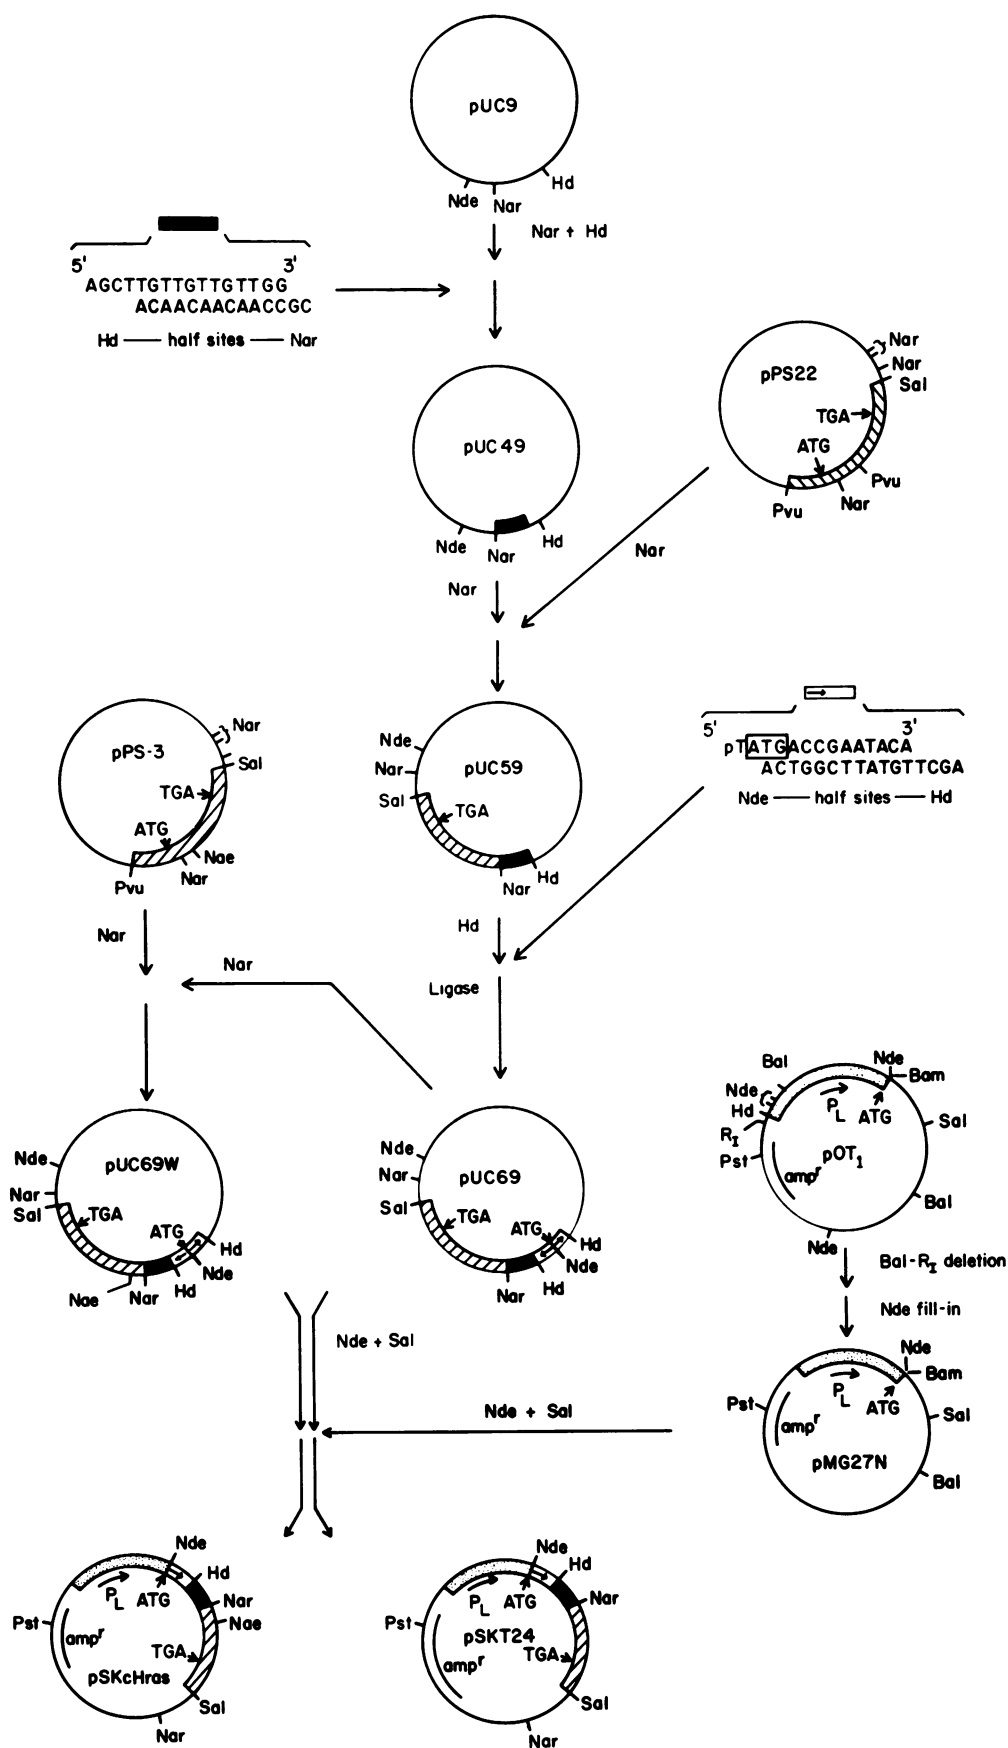 pUC9
Nde
Nar
Hd
Nar + Hd
5' 3'
AGCTTGTTGTTGTTGG
ACAACAACAACCGC
Hd — half sites — Nar
pUC49
Nde
Nar
Hd
Nar
pPS22
Nar
Nar
Sal
TGA
ATG
Pvu
Nar
Pvu
Nar
pPS-3
Nar
Sal
TGA
ATG
Nae
Nar
Pvu
Nar
pUC59
Nde
Nar
Sal
TGA
Hd
Nar
Hd
Ligase
5' 3'
pTATGACCGAATACA
ACTGGCTTATGTTCGA
Nde — half sites — Hd
Nar
pUC69W
Nde
Nar
Sal
TGA
ATG
Hd
Nde
Hd
Nar
Nae
pUC69
Nde
Nar
Sal
TGA
ATG
Hd
Nde
Hd
Nar
Bal
Nde
Bam
Nde
Hd
RI
Pst
PL
ATG
Sal
ampr
pOT1
Bal
Nde
Bal-RI deletion
Nde fill-in
Nde
Bam
PL
ATG
Pst
Sal
ampr
pMG27N
Bal
Nde + Sal
Nde + Sal
Nde
Hd
PL
ATG
Nar
Nae
Pst
ampr
TGA
pSKcHras
Sal
Nar
Nde
Hd
PL
ATG
Nar
Pst
pSKT24
TGA
ampr
Sal
Nar